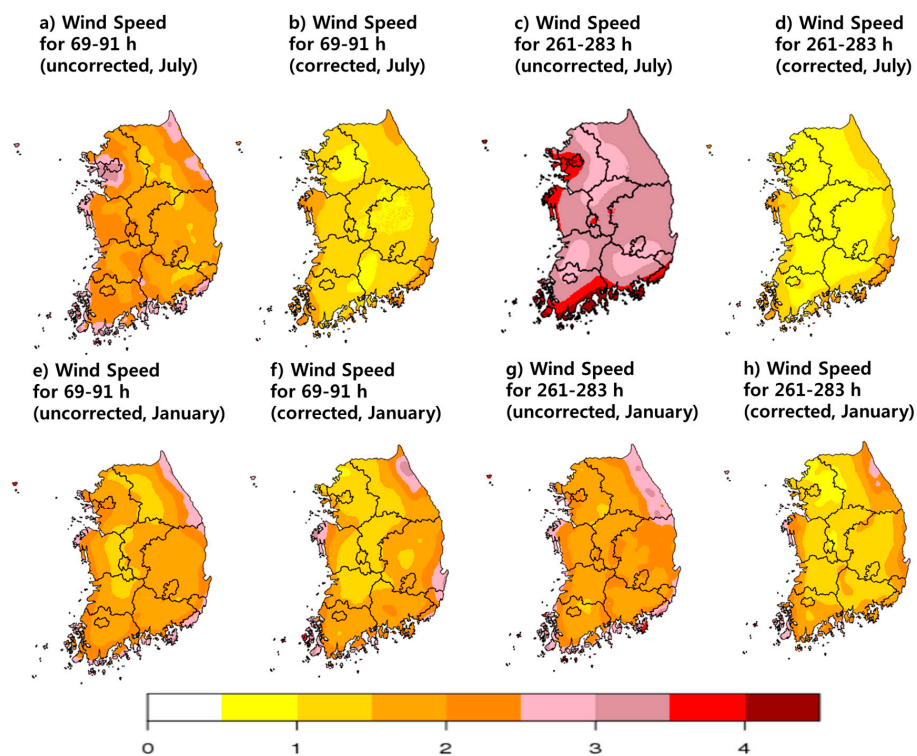 a) Wind Speed
for 69-91 h
(uncorrected, July)
b) Wind Speed
for 69-91 h
(corrected, July)
c) Wind Speed
for 261-283 h
(uncorrected, July)
d) Wind Speed
for 261-283 h
(corrected, July)
e) Wind Speed
for 69-91 h
(uncorrected, January)
f) Wind Speed
for 69-91 h
(corrected, January)
g) Wind Speed
for 261-283 h
(uncorrected, January)
h) Wind Speed
for 261-283 h
(corrected, January)
0 1 2 3 4